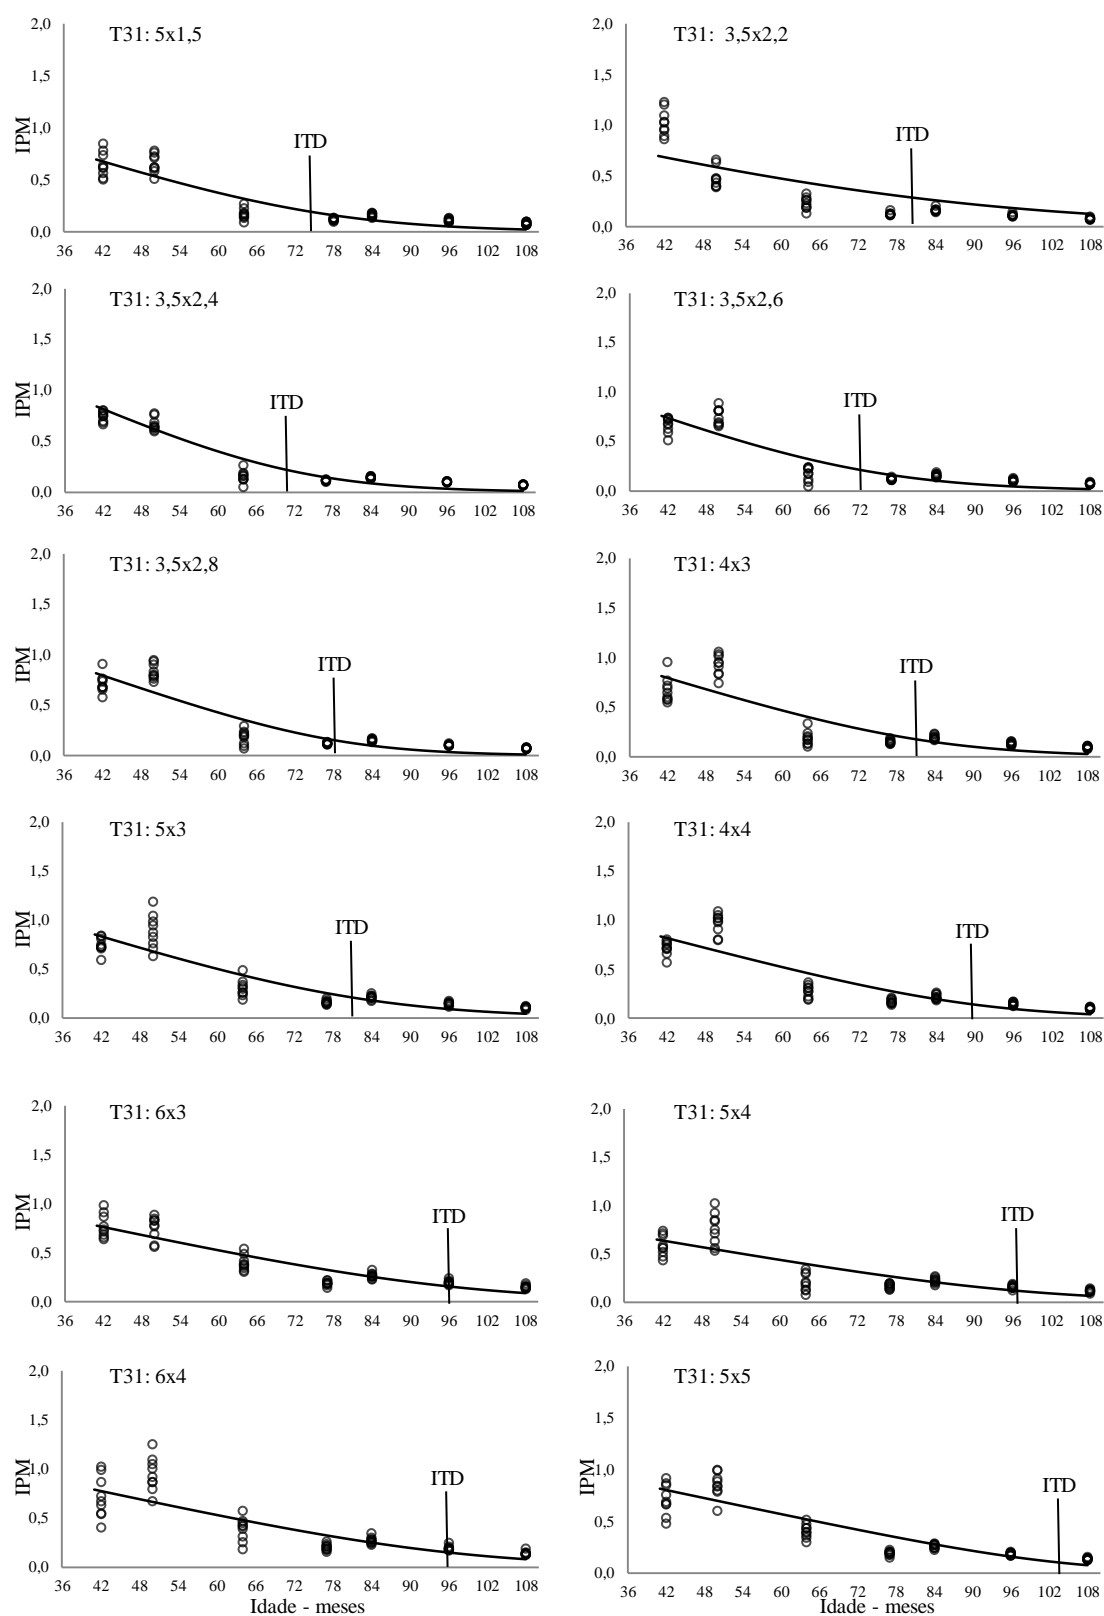 T31: 5x1,5
2,0
1,5
1,0
0,5
0,0
IPM
ITD
36 42 48 54 60 66 72 78 84 90 96 102 108
T31: 3,5x2,2
2,0
1,5
1,0
0,5
0,0
ITD
36 42 48 54 60 66 72 78 84 90 96 102 108
T31: 3,5x2,4
2,0
1,5
1,0
0,5
0,0
IPM
ITD
36 42 48 54 60 66 72 78 84 90 96 102 108
T31: 3,5x2,6
2,0
1,5
1,0
0,5
0,0
ITD
36 42 48 54 60 66 72 78 84 90 96 102 108
T31: 3,5x2,8
2,0
1,5
1,0
0,5
0,0
IPM
ITD
36 42 48 54 60 66 72 78 84 90 96 102 108
T31: 4x3
2,0
1,5
1,0
0,5
0,0
ITD
36 42 48 54 60 66 72 78 84 90 96 102 108
T31: 5x3
2,0
1,5
1,0
0,5
0,0
IPM
ITD
36 42 48 54 60 66 72 78 84 90 96 102 108
T31: 4x4
2,0
1,5
1,0
0,5
0,0
ITD
36 42 48 54 60 66 72 78 84 90 96 102 108
T31: 6x3
2,0
1,5
1,0
0,5
0,0
IPM
ITD
36 42 48 54 60 66 72 78 84 90 96 102 108
T31: 5x4
2,0
1,5
1,0
0,5
0,0
IPM
ITD
36 42 48 54 60 66 72 78 84 90 96 102 108
T31: 6x4
2,0
1,5
1,0
0,5
0,0
IPM
ITD
36 42 48 54 60 66 72 78 84 90 96 102 108
Idade - meses
T31: 5x5
2,0
1,5
1,0
0,5
0,0
IPM
ITD
36 42 48 54 60 66 72 78 84 90 96 102 108
Idade - meses